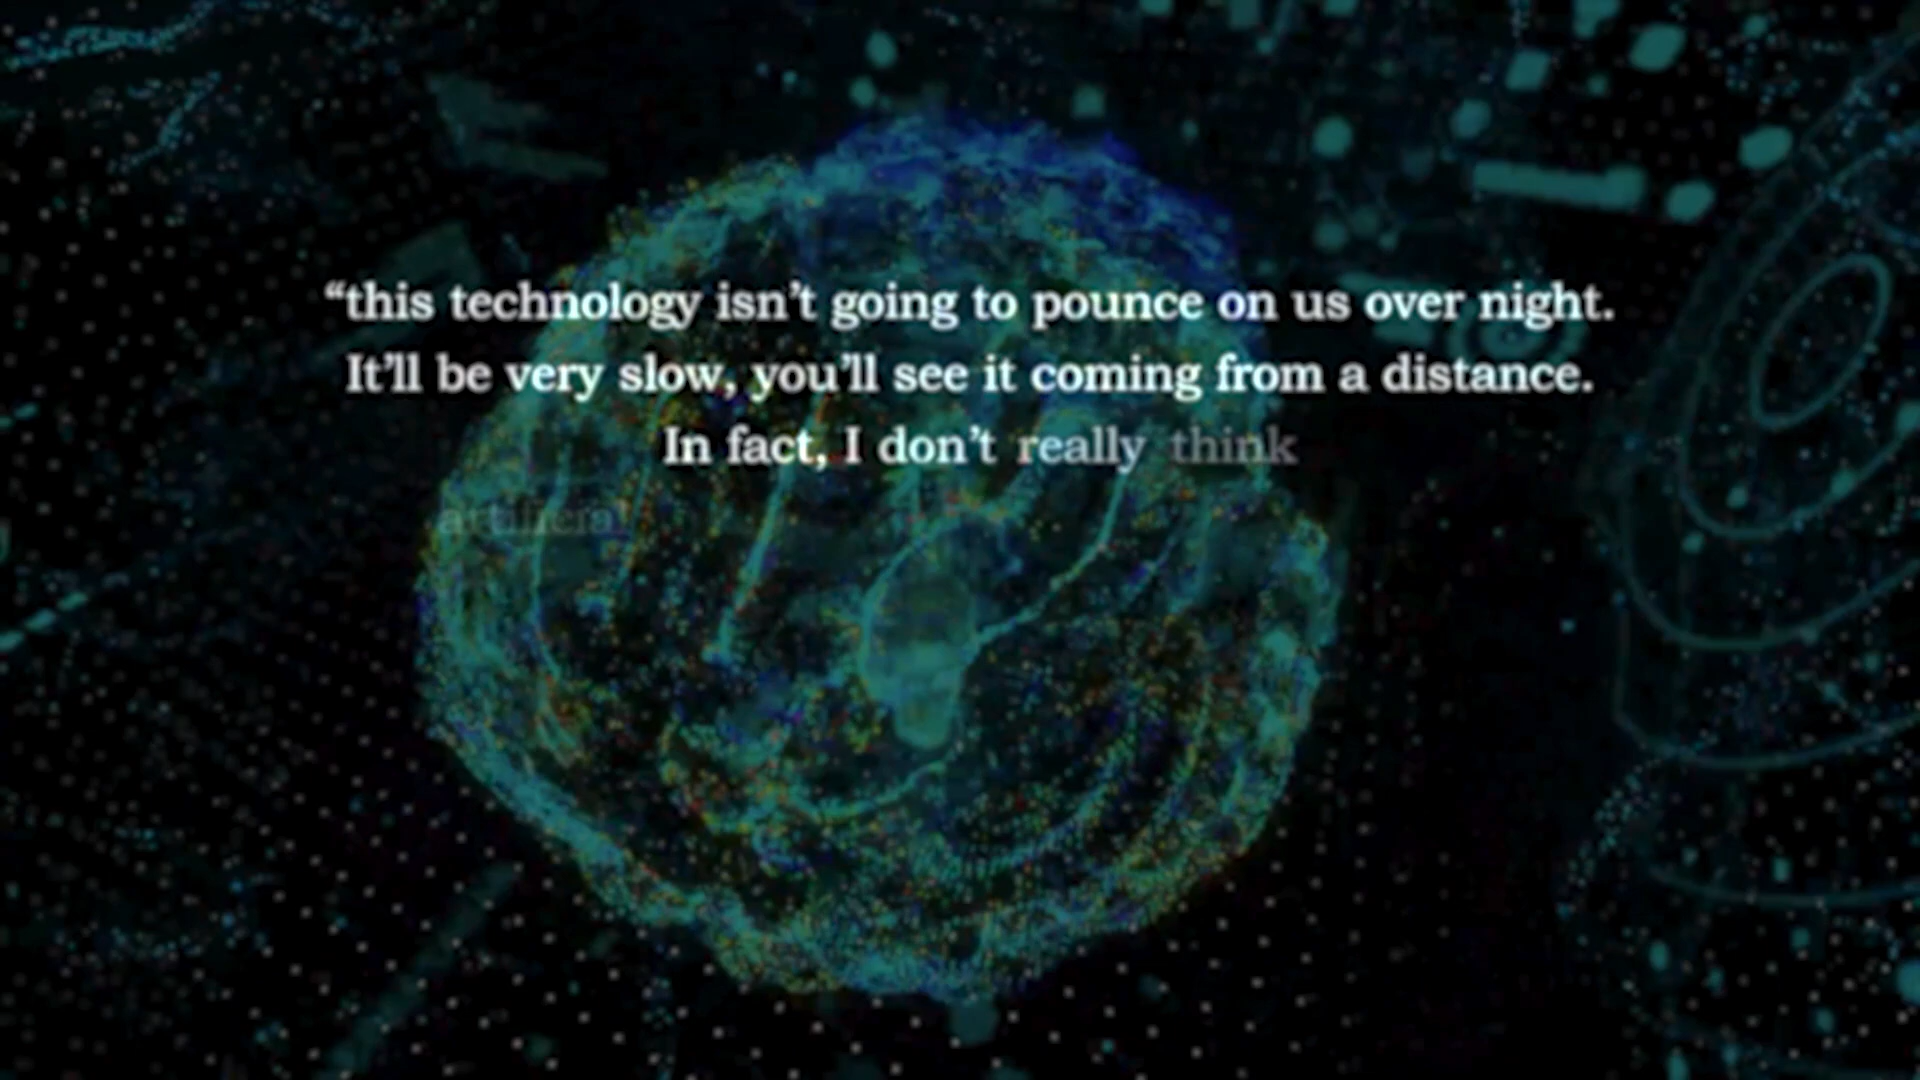 “this technology isn’t going to pounce on us over night.
It’ll be very slow, you’ll see it coming from a distance.
In fact, I don’t really think
artificial